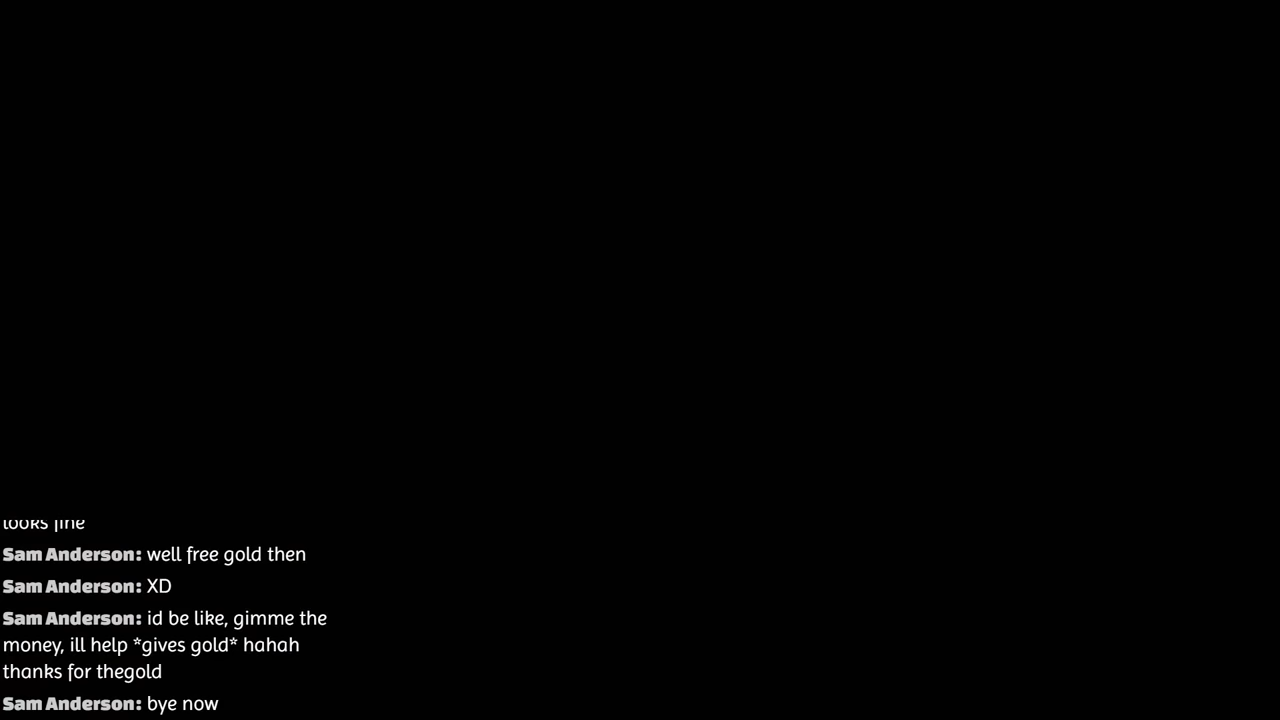 looks fine
Sam Anderson: well free gold then
Sam Anderson: XD
Sam Anderson: id be like, gimme the
money, ill help *gives gold* hahah
thanks for thegold
Sam Anderson: bye now